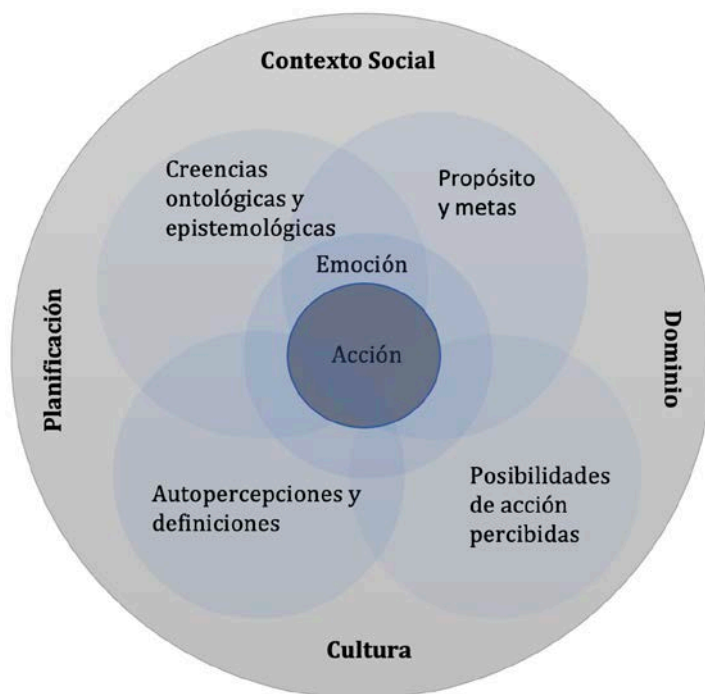 Contexto Social
Creencias
ontológicas y
epistemológicas
Propósito
y metas
Emoción
Acción
Planificación
Dominio
Autopercepciones y
definiciones
Posibilidades
de acción
percibidas
Cultura